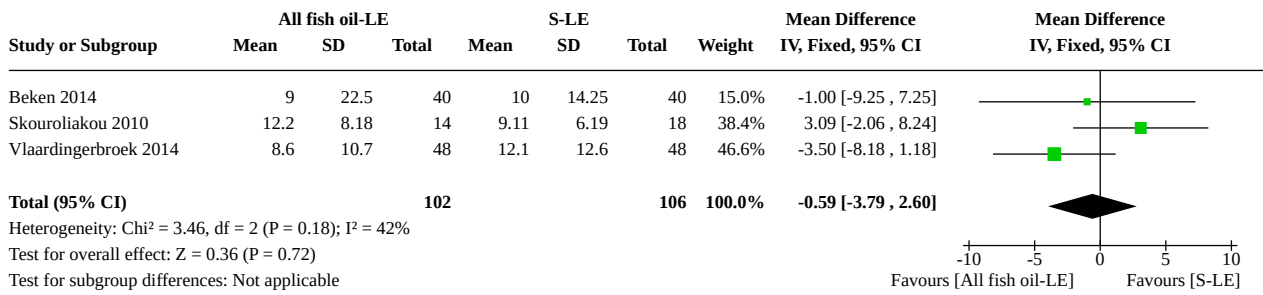 All fish oil-LE S-LE Mean Difference Mean Difference
Study or Subgroup Mean SD Total Mean SD Total Weight IV, Fixed, 95% CI IV, Fixed, 95% CI
Beken 2014 9 22.5 40 10 14.25 40 15.0% -1.00 [-9.25 , 7.25]
Skouroliakou 2010 12.2 8.18 14 9.11 6.19 18 38.4% 3.09 [-2.06 , 8.24]
Vlaardingerbroek 2014 8.6 10.7 48 12.1 12.6 48 46.6% -3.50 [-8.18 , 1.18]
Total (95% CI) 102 106 100.0% -0.59 [-3.79 , 2.60]
Heterogeneity: Chi² = 3.46, df = 2 (P = 0.18); I² = 42%
Test for overall effect: Z = 0.36 (P = 0.72)
-10 -5 0 5 10
Test for subgroup differences: Not applicable
Favours [All fish oil-LE] Favours [S-LE]